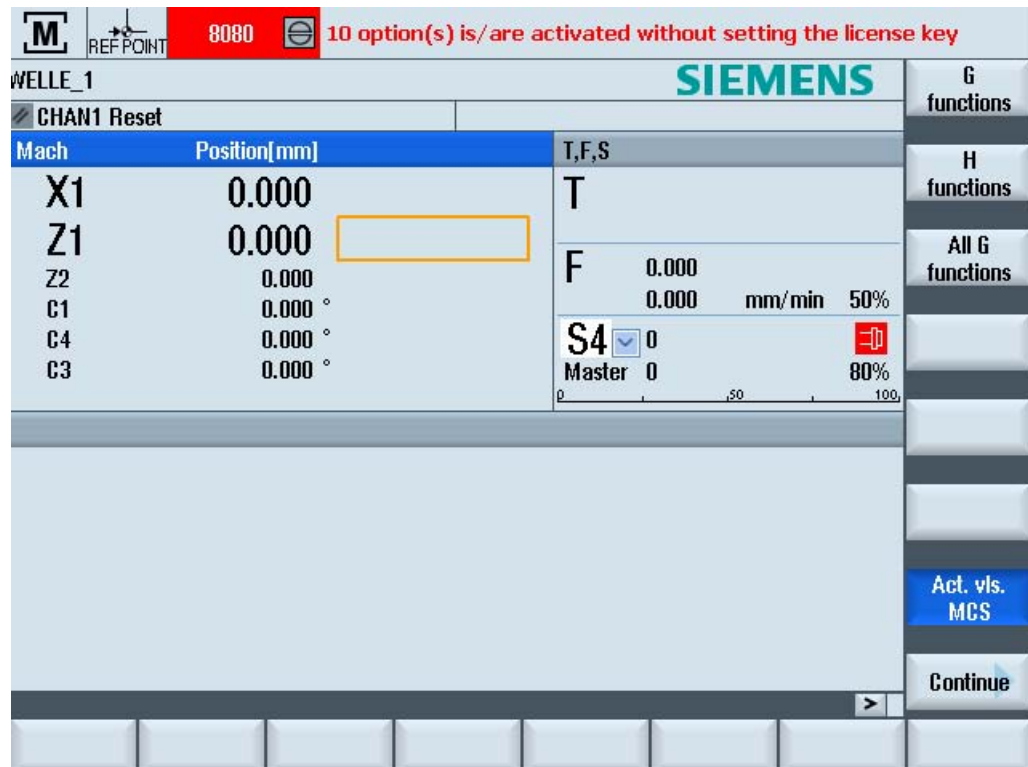 M REF POINT 8080 10 option(s) is/are activated without setting the license key
WELLE_1
SIEMENS
CHAN1 Reset
Mach Position[mm]
X1 0.000
Z1 0.000
Z2 0.000
C1 0.000 °
C4 0.000 °
C3 0.000 °
T,F,S
T
F 0.000
0.000 mm/min 50%
S4 0
Master 0 80%
0 50 100
G
functions
H
functions
All G
functions
Act. vls.
MCS
Continue
>